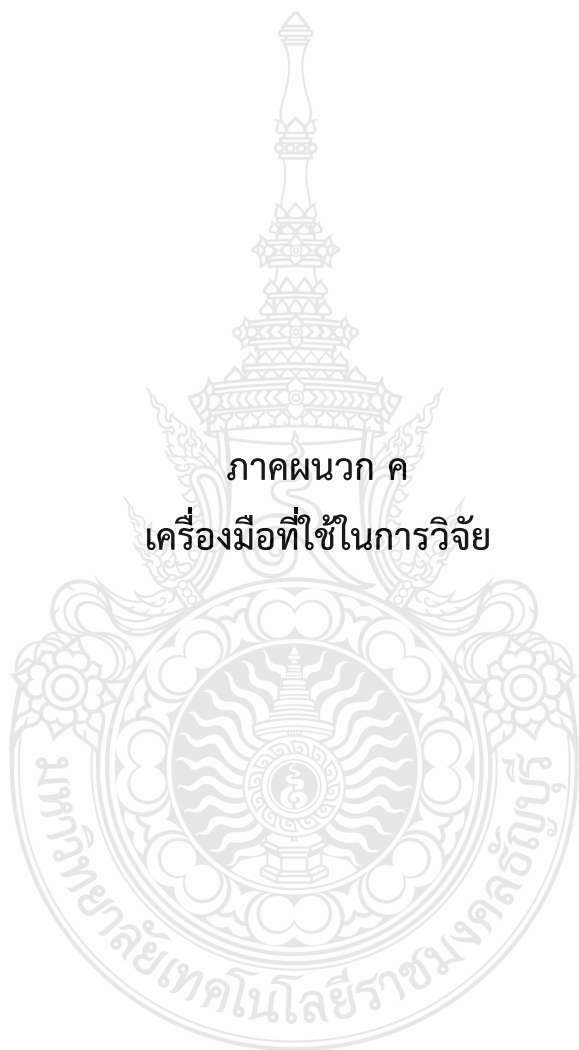 ภาคผนวก ค
เครื่องมือที่ใช้ในการวิจัย
มหาวิทยาลัยเทคโนโลยีราชมงคลธัญบุรี